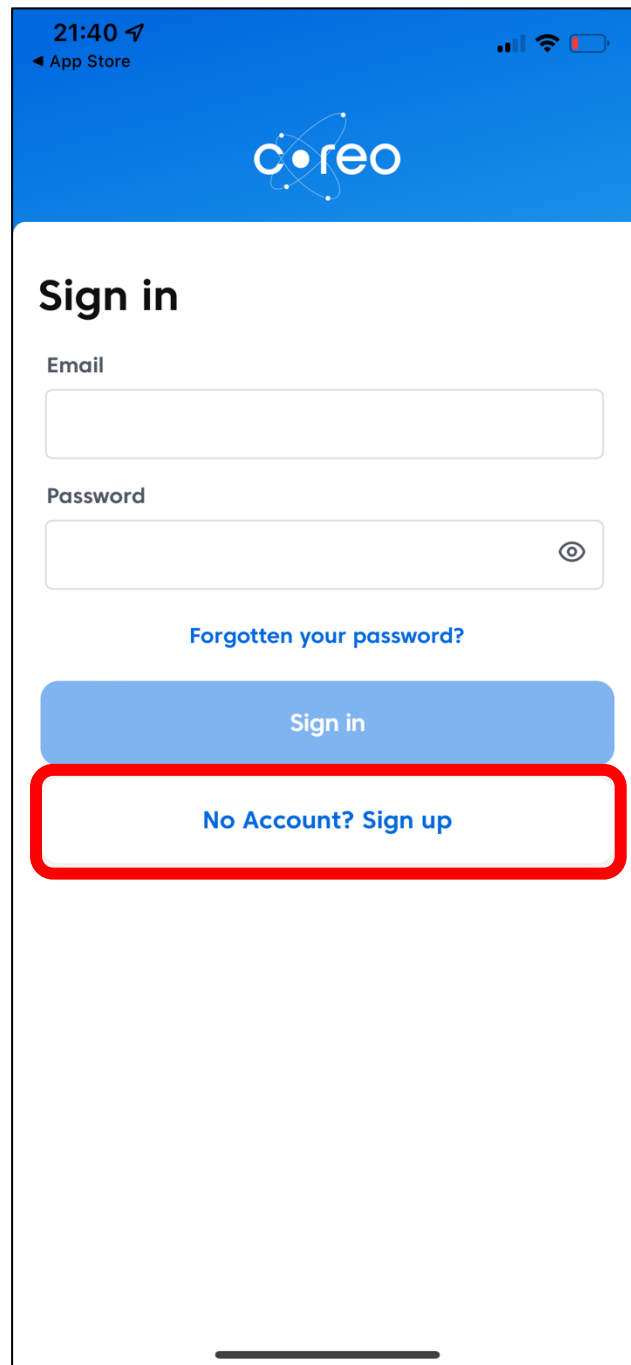 21:40
◀ App Store
coreo
Sign in
Email
Password
Forgotten your password?
Sign in
No Account? Sign up